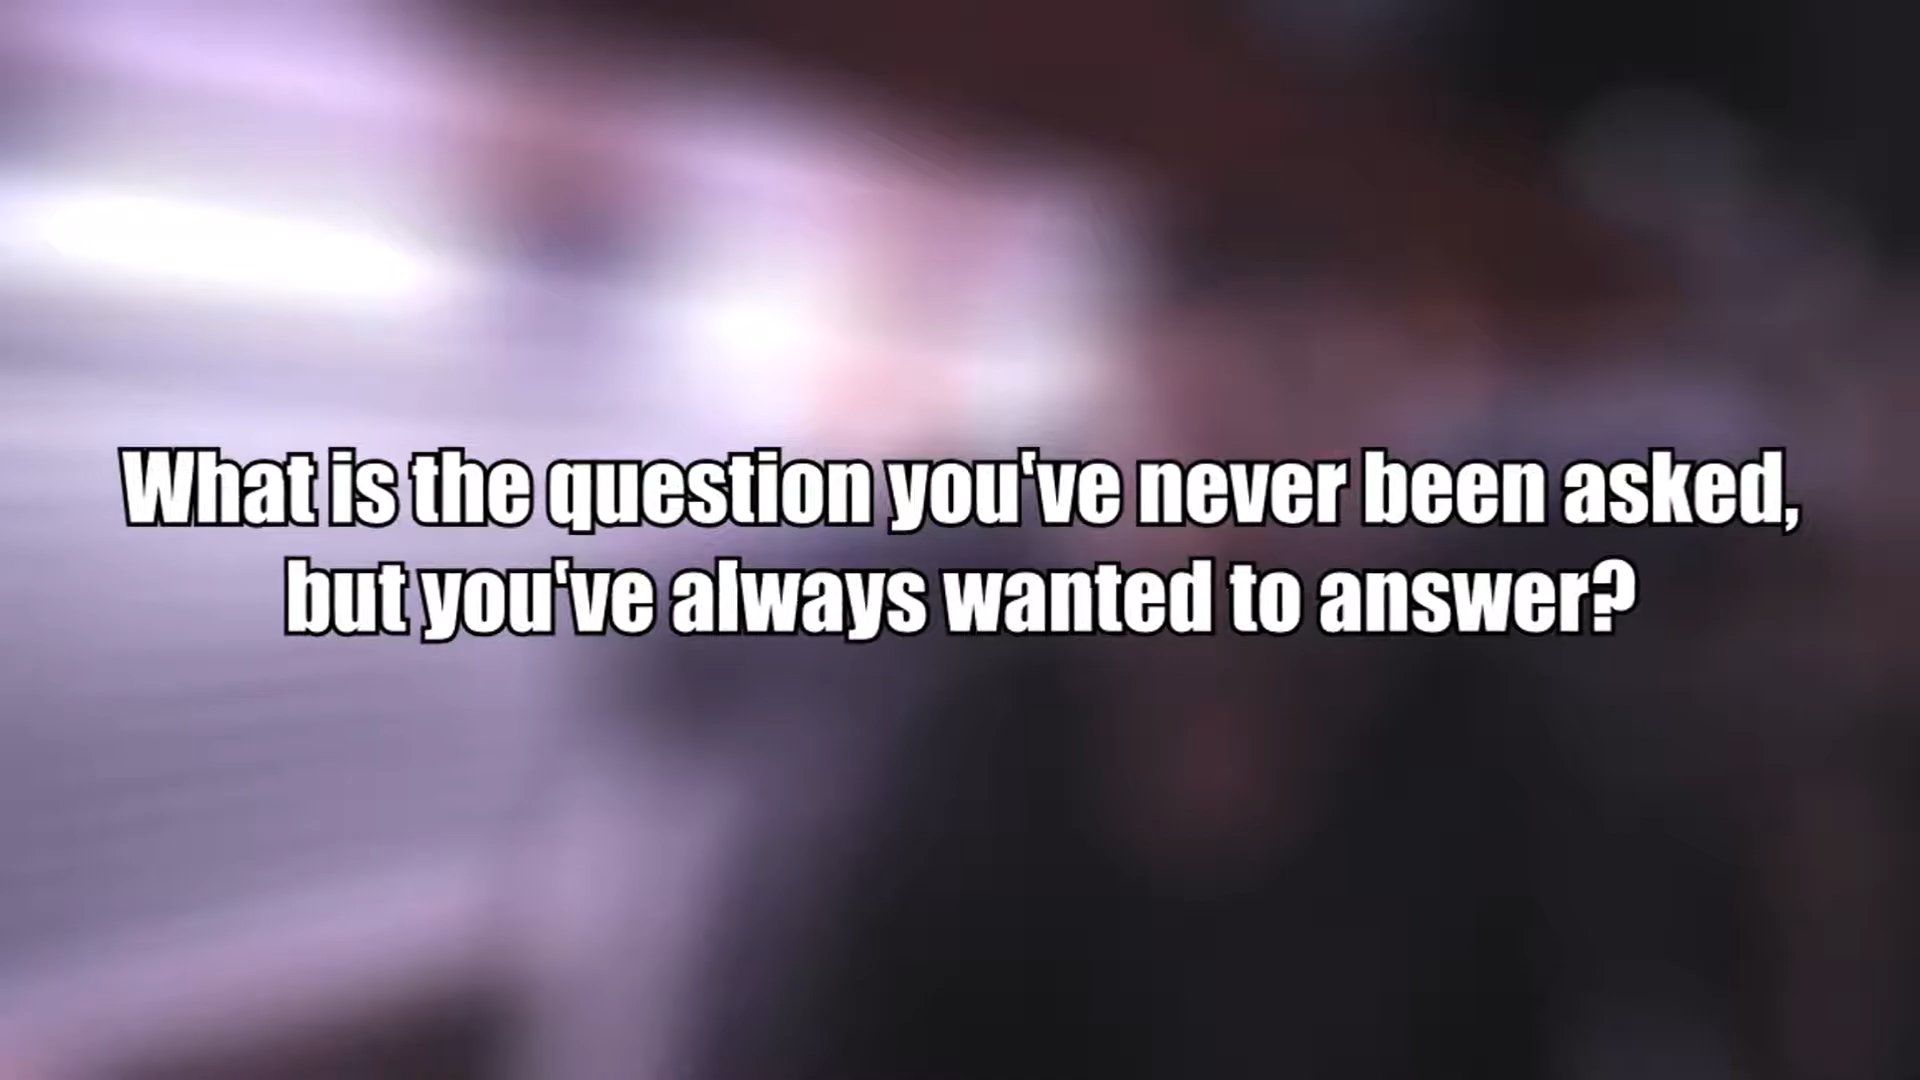 What is the question you've never been asked,
but you've always wanted to answer?